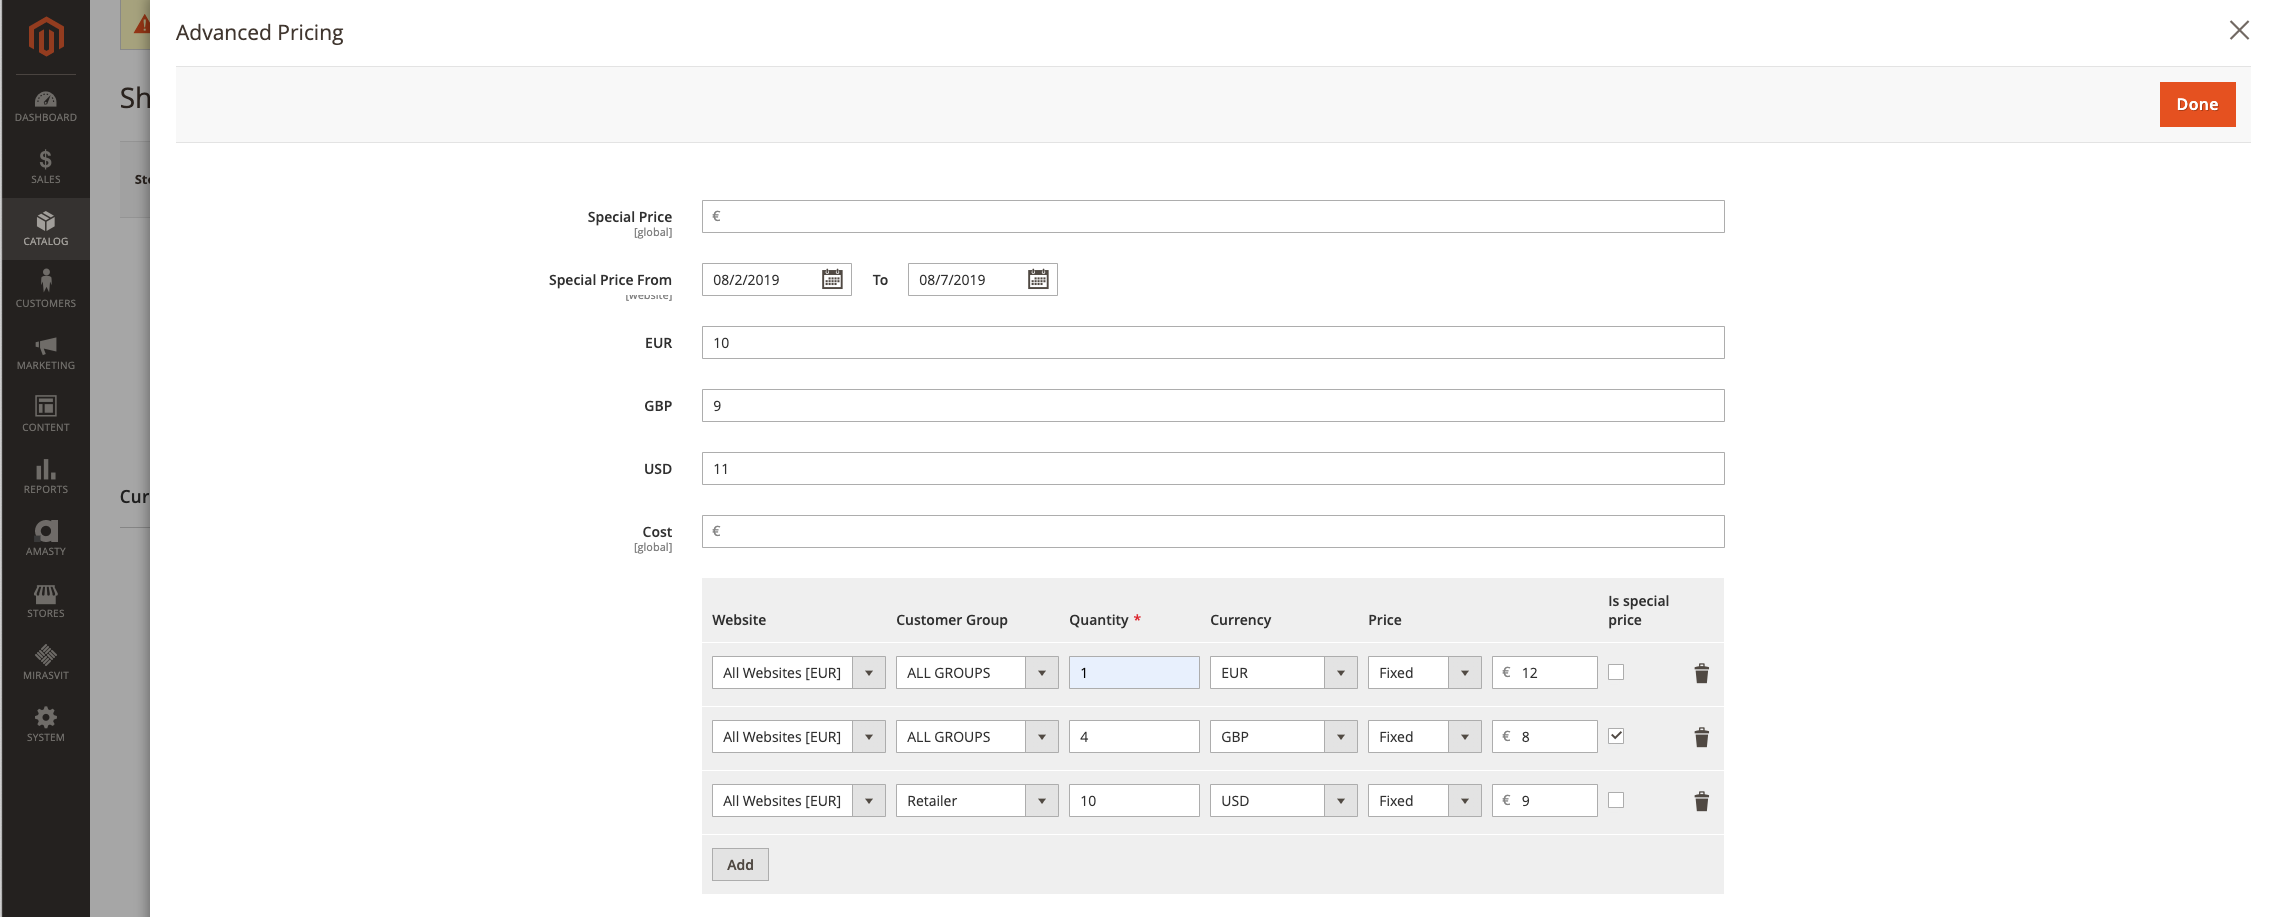 Advanced Pricing
Done
DASHBOARD
Sh
SALES
Sto
CATALOG
CUSTOMERS
MARKETING
CONTENT
REPORTS
Cur
AMASTY
STORES
MIRASVIT
SYSTEM
Special Price €
[global]
Special Price From 08/2/2019 To 08/7/2019
[website]
EUR 10
GBP 9
USD 11
Cost €
[global]
Website Customer Group Quantity * Currency Price Is special price
All Websites [EUR] ALL GROUPS 1 EUR Fixed € 12
All Websites [EUR] ALL GROUPS 4 GBP Fixed € 8
All Websites [EUR] Retailer 10 USD Fixed € 9
Add